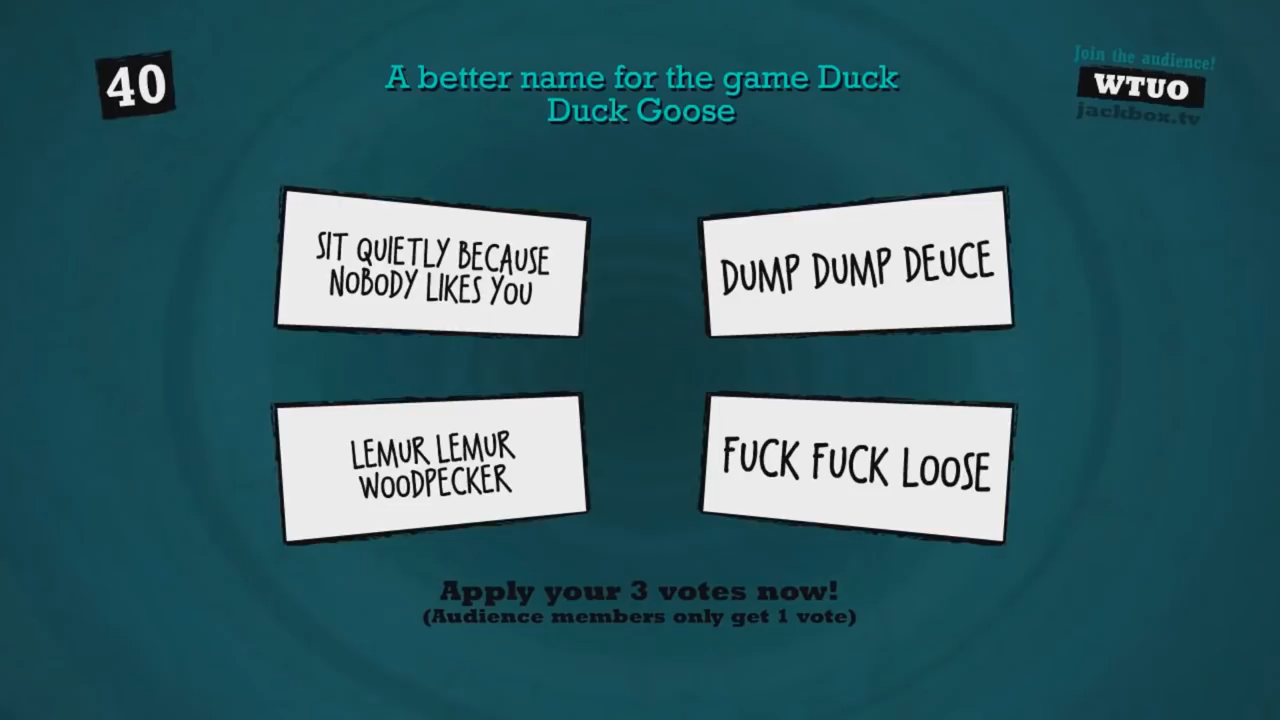 40
A better name for the game Duck
Duck Goose
Join the audience!
WTUO
jackbox.tv
SIT QUIETLY BECAUSE
NOBODY LIKES YOU
DUMP DUMP DEUCE
LEMUR LEMUR
WOODPECKER
FUCK FUCK LOOSE
Apply your 3 votes now!
(Audience members only get 1 vote)